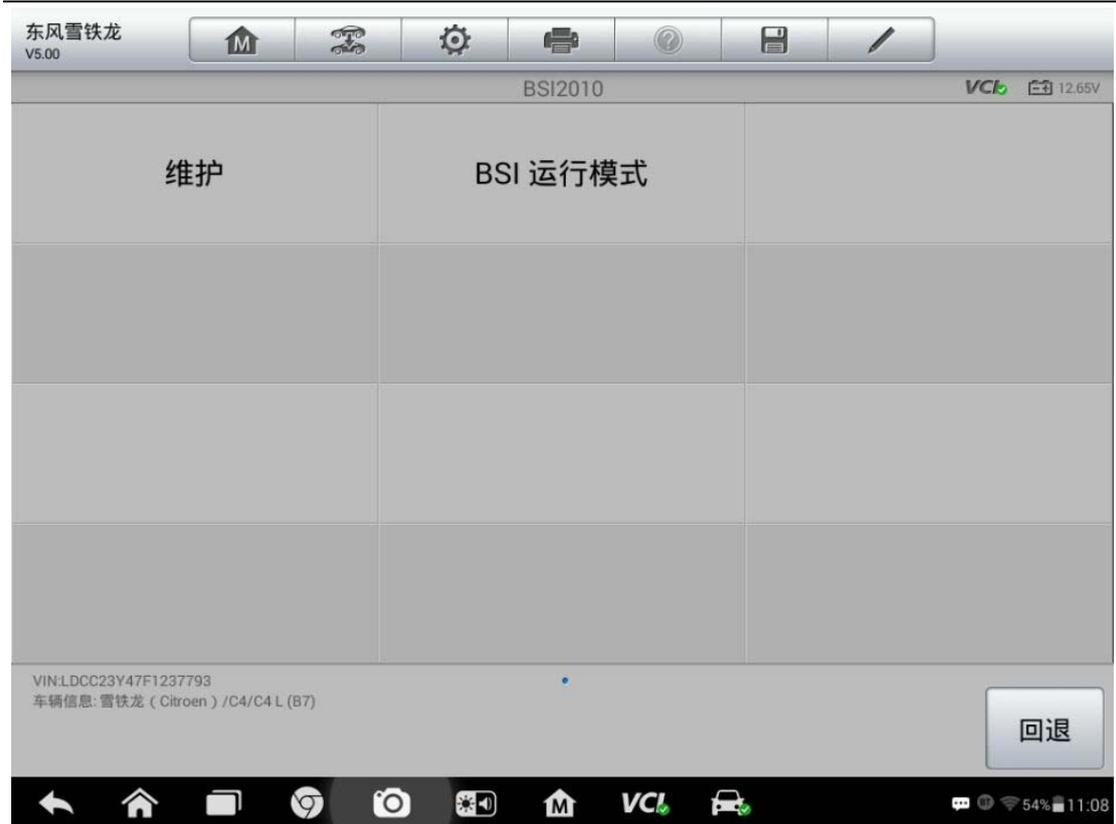 东风雪铁龙
V5.00
BSI2010
VCI
12.65V
维护
BSI 运行模式
VIN:LDCC23Y47F1237793
车辆信息: 雪铁龙 ( Citroen ) /C4/C4 L (B7)
回退
M
VCI
54%
11:08